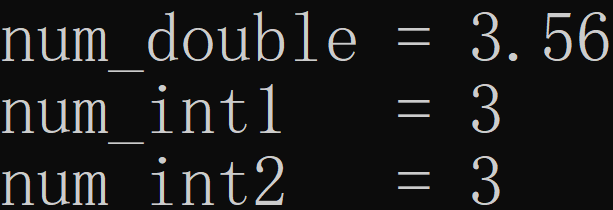 num_double = 3.56
num_int1   = 3
num_int2   = 3